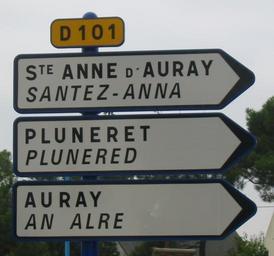 D101
STE ANNE D'AURAY
SANTEZ-ANNA
PLUNERET
PLUNERED
AURAY
AN ALRE